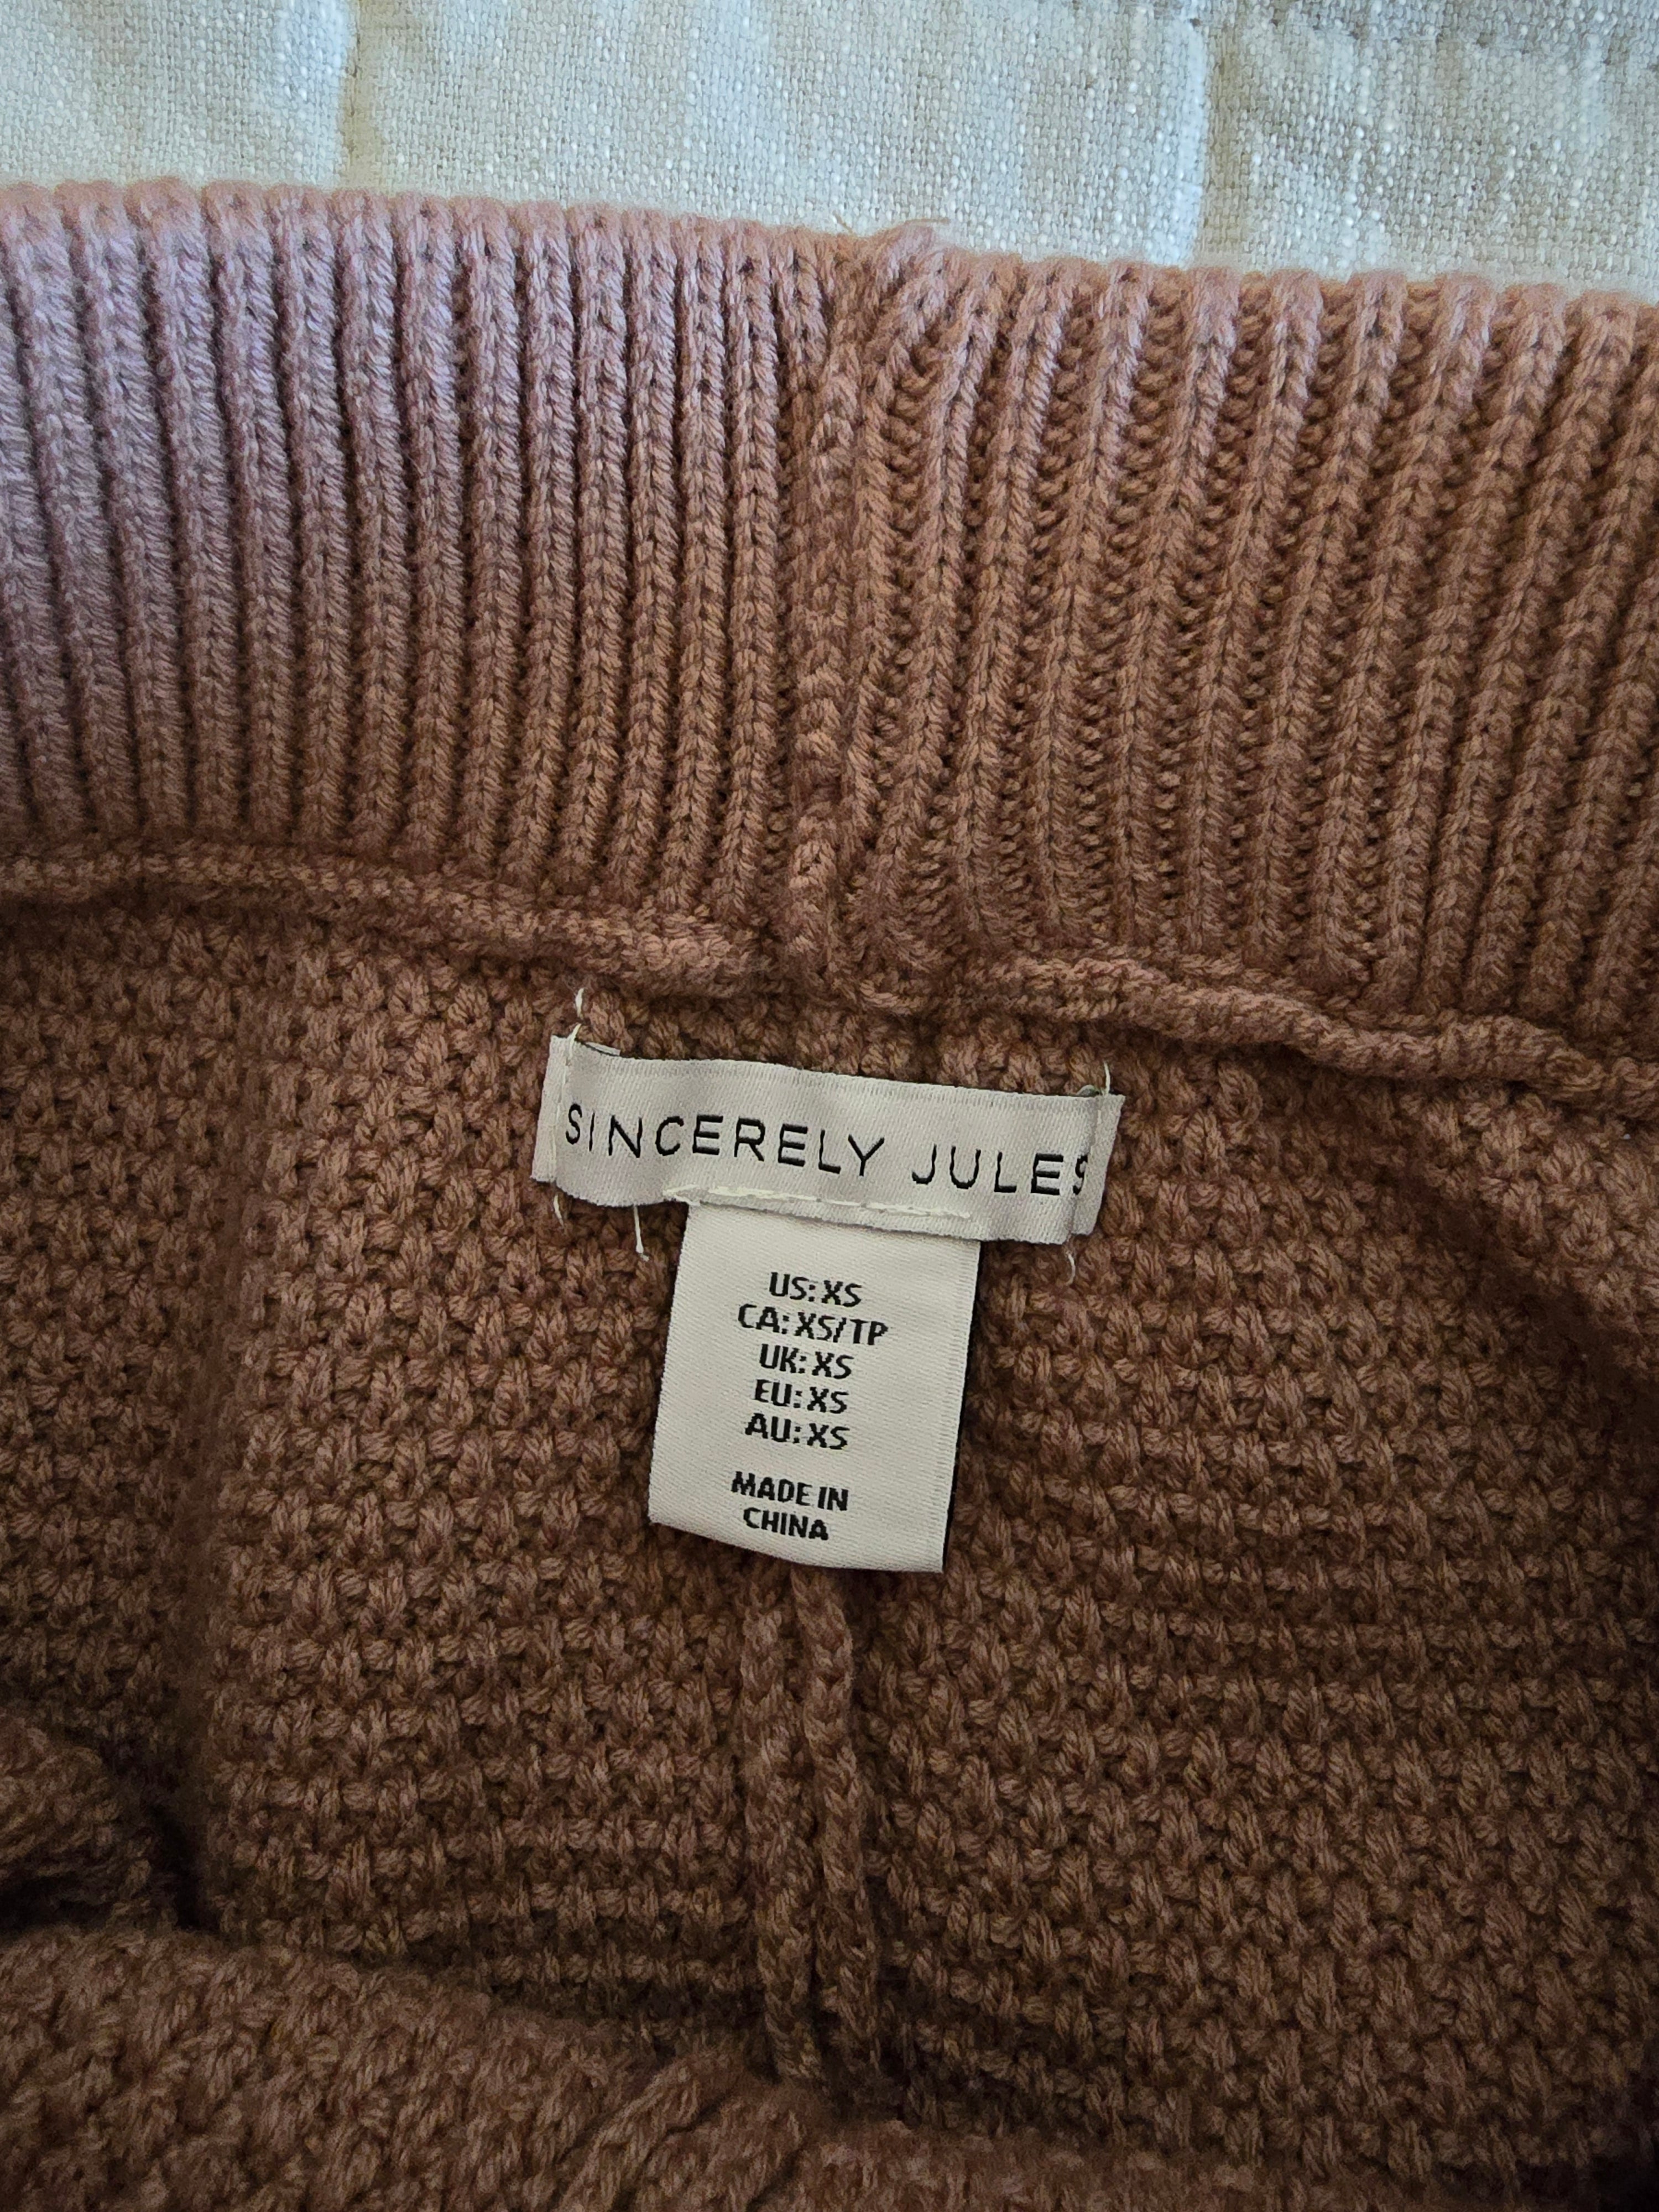 SINCERELY JULES
US: XS
CA: XS/TP
UK: XS
EU: XS
AU: XS
MADE IN
CHINA